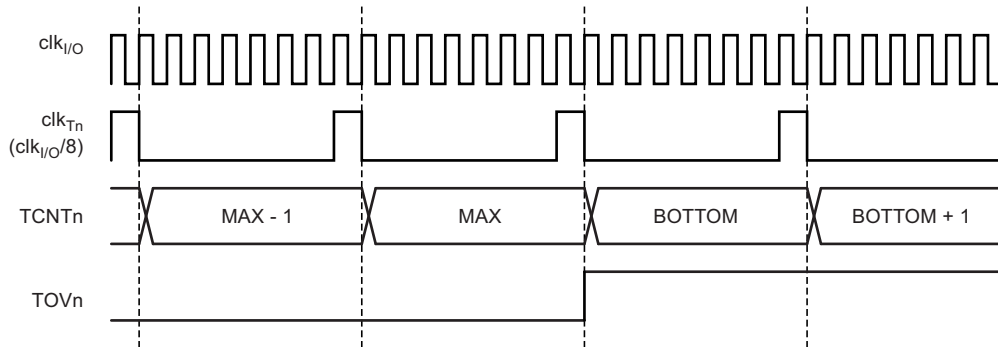 clkI/O
clkTn
(clkI/O/8)
TCNTn
MAX - 1
MAX
BOTTOM
BOTTOM + 1
TOVn